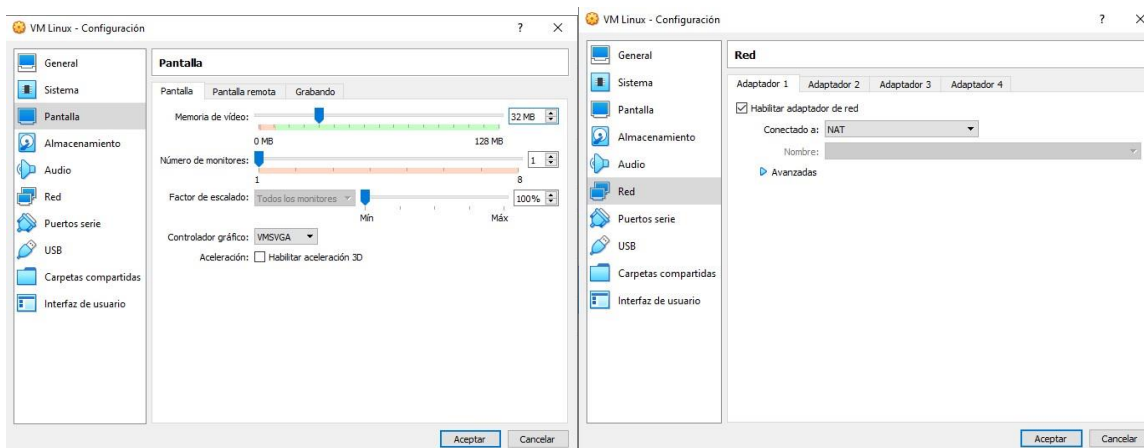 VM Linux - Configuración
? X
General
Sistema
Pantalla
Almacenamiento
Audio
Red
Puertos serie
USB
Carpetas compartidas
Interfaz de usuario
Pantalla
Pantalla Pantalla remota Grabando
Memoria de vídeo: 32 MB
0 MB 128 MB
Número de monitores: 1
1 8
Factor de escalado: Todos los monitores 100%
Mín Máx
Controlador gráfico: VMSVGA
Aceleración: Habilitar aceleración 3D
Aceptar Cancelar
VM Linux - Configuración
? X
General
Sistema
Pantalla
Almacenamiento
Audio
Red
Puertos serie
USB
Carpetas compartidas
Interfaz de usuario
Red
Adaptador 1 Adaptador 2 Adaptador 3 Adaptador 4
Habilitar adaptador de red
Conectado a: NAT
Nombre:
Avanzadas
Aceptar Cancelar